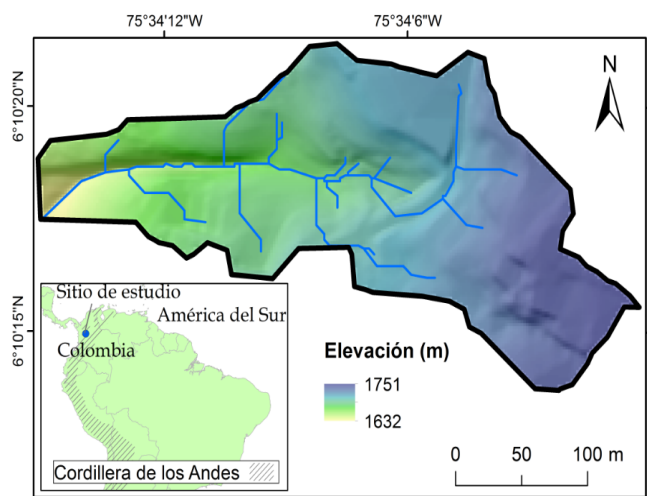 75°34'12"W
75°34'6"W
6°10'20"N
6°10'15"N
N
Sitio de estudio
América del Sur
Colombia
Cordillera de los Andes
Elevación (m)
1751
1632
0
50
100 m